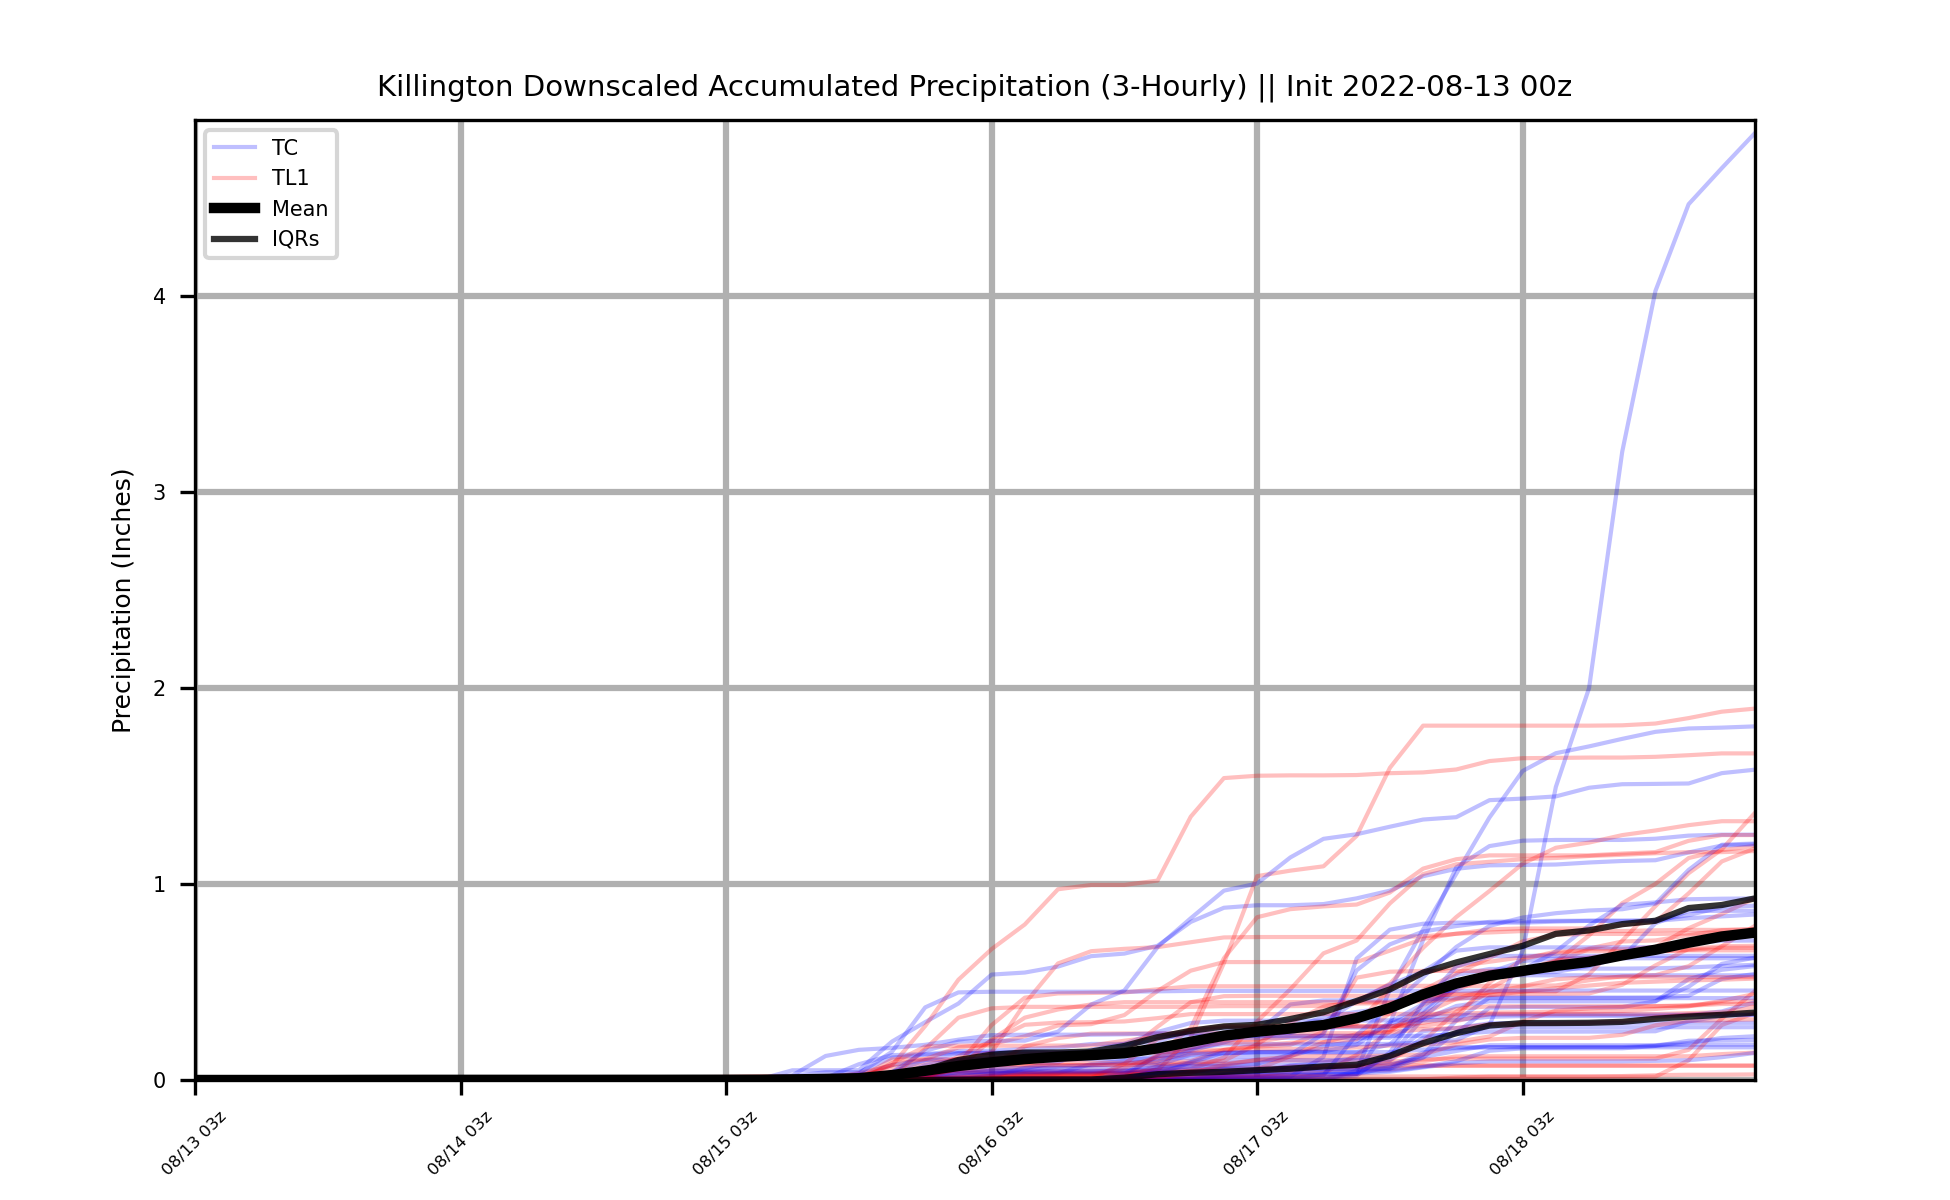 Killington Downscaled Accumulated Precipitation (3-Hourly) || Init 2022-08-13 00z
TC
TL1
Mean
IQRs
Precipitation (Inches)
4
3
2
1
0
08/13 03z
08/14 03z
08/15 03z
08/16 03z
08/17 03z
08/18 03z